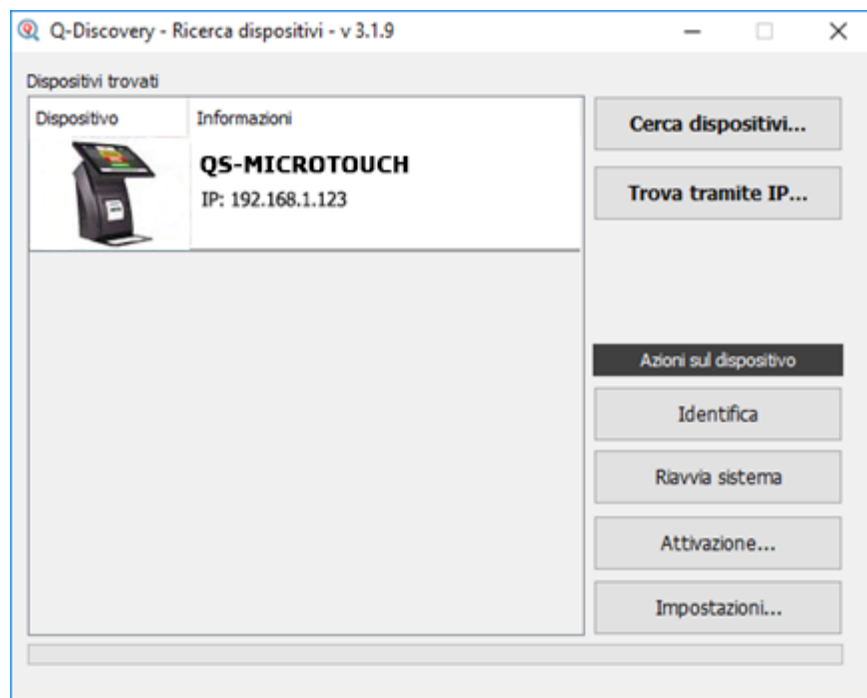 Q-Discovery - Ricerca dispositivi - v 3.1.9
Dispositivi trovati
Dispositivo
Informazioni
QS-MICROTOUCH
IP: 192.168.1.123
Cerca dispositivi...
Trova tramite IP...
Azioni sul dispositivo
Identifica
Riavvia sistema
Attivazione...
Impostazioni...